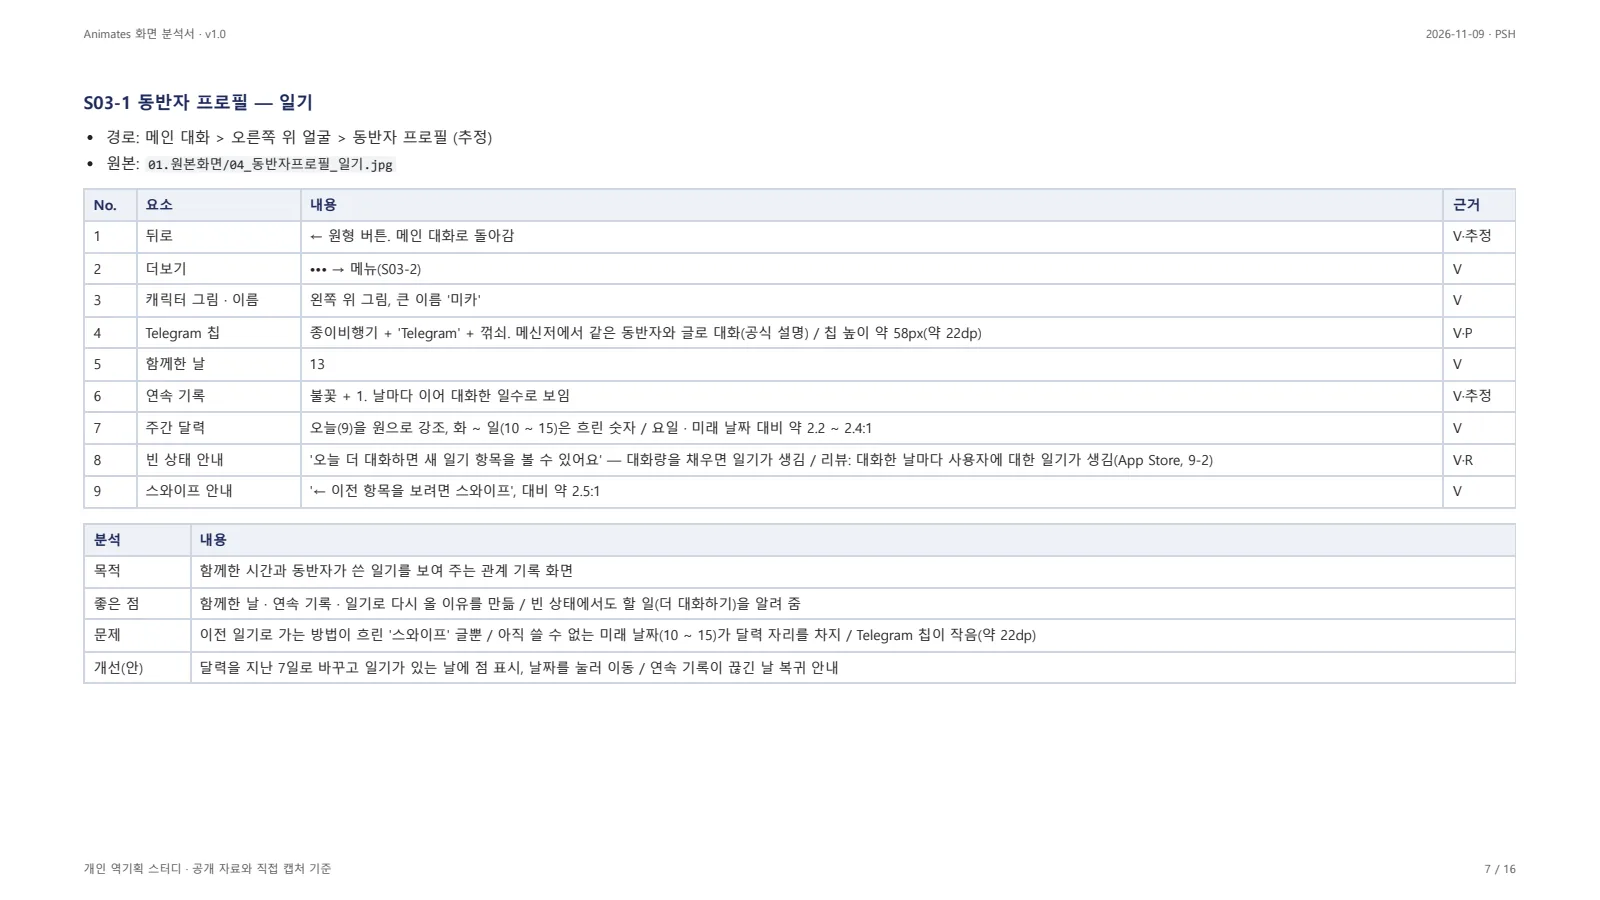 Animates 화면 분석서 · v1.0
2026-11-09 · PSH
S03-1 동반자 프로필 — 일기
• 경로: 메인 대화 > 오른쪽 위 얼굴 > 동반자 프로필 (추정)
• 원본: 01.원본화면/04_동반자프로필_일기.jpg
No. 요소 내용 근거
1 뒤로 ← 원형 버튼. 메인 대화로 돌아감 V·추정
2 더보기 ••• → 메뉴(S03-2) V
3 캐릭터 그림 · 이름 왼쪽 위 그림, 큰 이름 '미카' V
4 Telegram 칩 종이비행기 + 'Telegram' + 꺾쇠. 메신저에서 같은 동반자와 글로 대화(공식 설명) / 칩 높이 약 58px(약 22dp) V·P
5 함께한 날 13 V
6 연속 기록 불꽃 + 1. 날마다 이어 대화한 일수로 보임 V·추정
7 주간 달력 오늘(9)을 원으로 강조, 화 ~ 일(10 ~ 15)은 흐린 숫자 / 요일 · 미래 날짜 대비 약 2.2 ~ 2.4:1 V
8 빈 상태 안내 '오늘 더 대화하면 새 일기 항목을 볼 수 있어요' — 대화량을 채우면 일기가 생김 / 리뷰: 대화한 날마다 사용자에 대한 일기가 생김(App Store, 9-2) V·R
9 스와이프 안내 '← 이전 항목을 보려면 스와이프', 대비 약 2.5:1 V
분석 내용
목적 함께한 시간과 동반자가 쓴 일기를 보여 주는 관계 기록 화면
좋은 점 함께한 날 · 연속 기록 · 일기로 다시 올 이유를 만듦 / 빈 상태에서도 할 일(더 대화하기)을 알려 줌
문제 이전 일기로 가는 방법이 흐린 '스와이프' 글뿐 / 아직 쓸 수 없는 미래 날짜(10 ~ 15)가 달력 자리를 차지 / Telegram 칩이 작음(약 22dp)
개선(안) 달력을 지난 7일로 바꾸고 일기가 있는 날에 점 표시, 날짜를 눌러 이동 / 연속 기록이 끊긴 날 복귀 안내
개인 역기획 스터디 · 공개 자료와 직접 캡처 기준
7 / 16